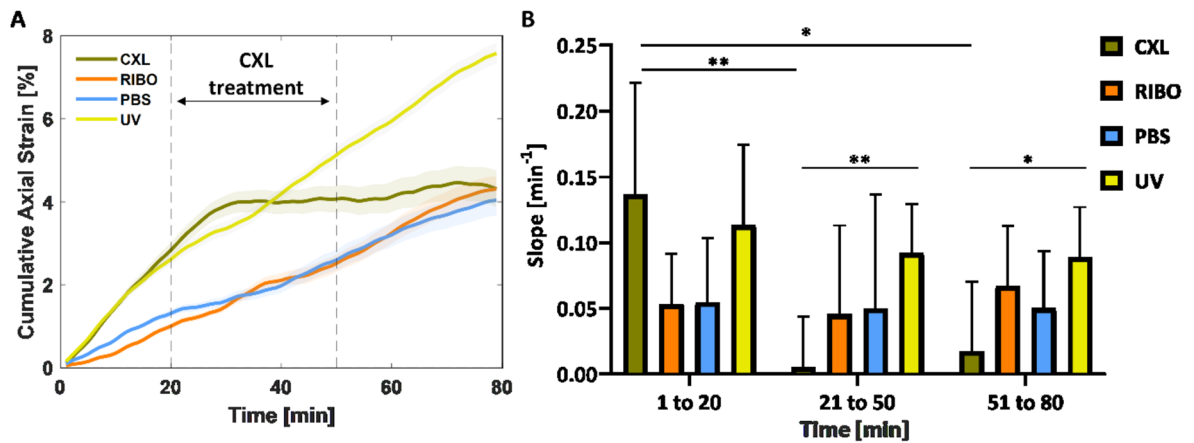 A
Cumulative Axial Strain [%]
8
6
4
2
0
CXL
RIBO
PBS
UV
CXL
treatment
0
20
40
60
80
Time [min]
B
Slope [min-1]
0.25
0.20
0.15
0.10
0.05
0.00
*
**
**
*
1 to 20
21 to 50
51 to 80
Time [min]
CXL
RIBO
PBS
UV